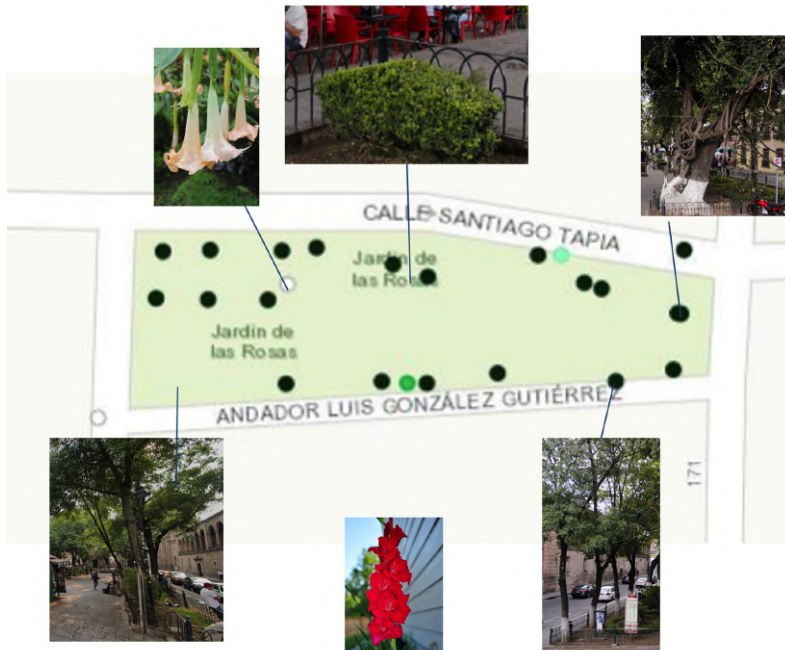 CALLE SANTIAGO TAPIA
Jardín de
las Rosas
Jardín de
las Rosas
ANDADOR LUIS GONZÁLEZ GUTIÉRREZ
171